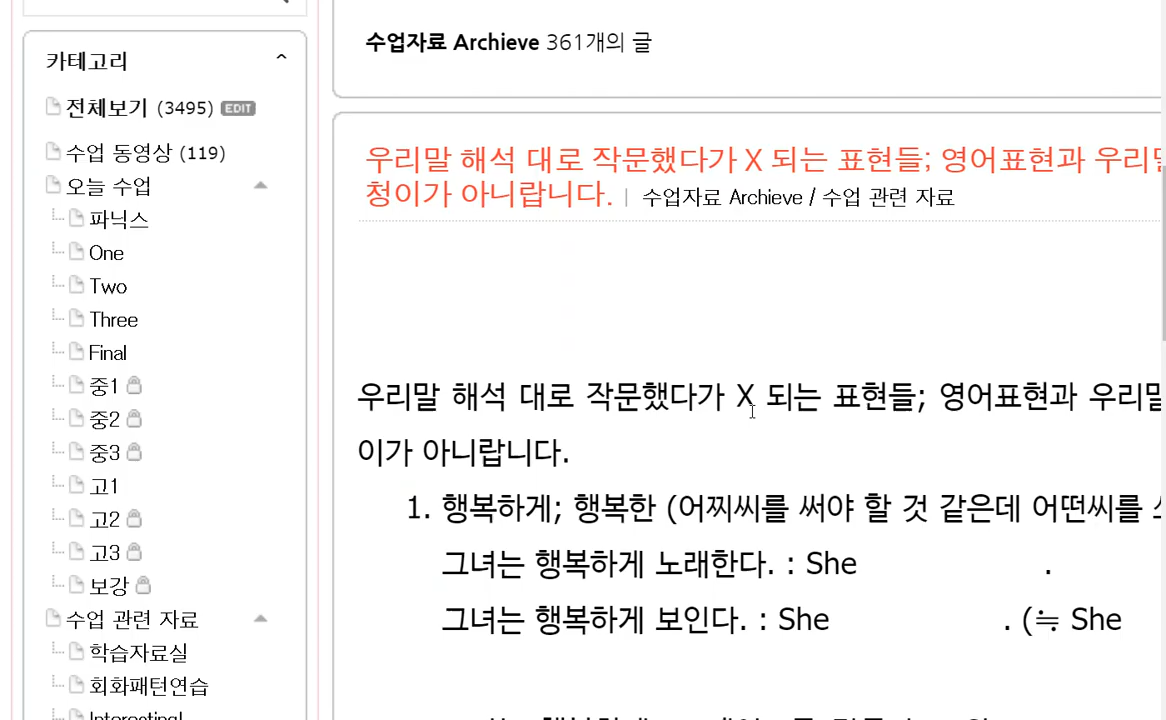 카테고리
전체보기 (3495) EDIT
수업 동영상 (119)
오늘 수업
파닉스
One
Two
Three
Final
중1
중2
중3
고1
고2
고3
보강
수업 관련 자료
학습자료실
회화패턴연습
Interesting!
수업자료 Archieve 361개의 글
우리말 해석 대로 작문했다가 X 되는 표현들; 영어표현과
청이가 아니랍니다. | 수업자료 Archieve / 수업 관련 자료
우리말 해석 대로 작문했다가 X 되는 표현들; 영어표현과
이가 아니랍니다.
1. 행복하게; 행복한 (어찌씨를 써야 할 것 같은데 어떤씨를
그녀는 행복하게 노래한다. : She .
그녀는 행복하게 보인다. : She . (≒ She